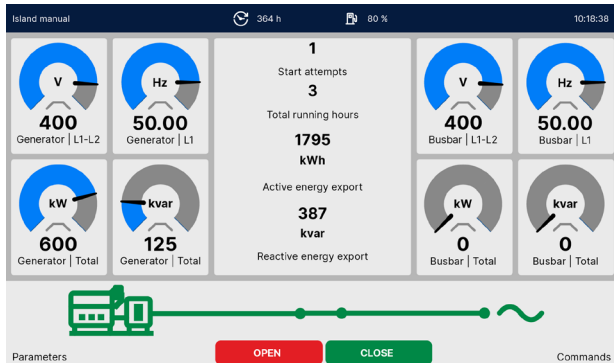 Island manual
364 h
80 %
10:18:38
V
400
Generator | L1-L2
Hz
50.00
Generator | L1
kW
600
Generator | Total
kvar
125
Generator | Total
1
Start attempts
3
Total running hours
1795
kWh
Active energy export
387
kvar
Reactive energy export
V
400
Busbar | L1-L2
Hz
50.00
Busbar | L1
kW
0
Busbar | Total
kvar
0
Busbar | Total
Parameters
OPEN
CLOSE
Commands